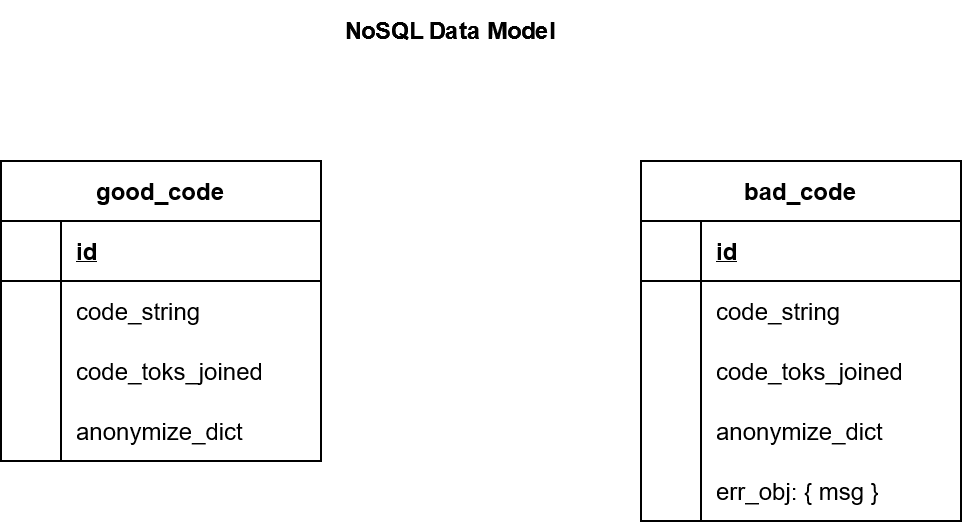 NoSQL Data Model
good_code
id
code_string
code_toks_joined
anonymize_dict
bad_code
id
code_string
code_toks_joined
anonymize_dict
err_obj: { msg }